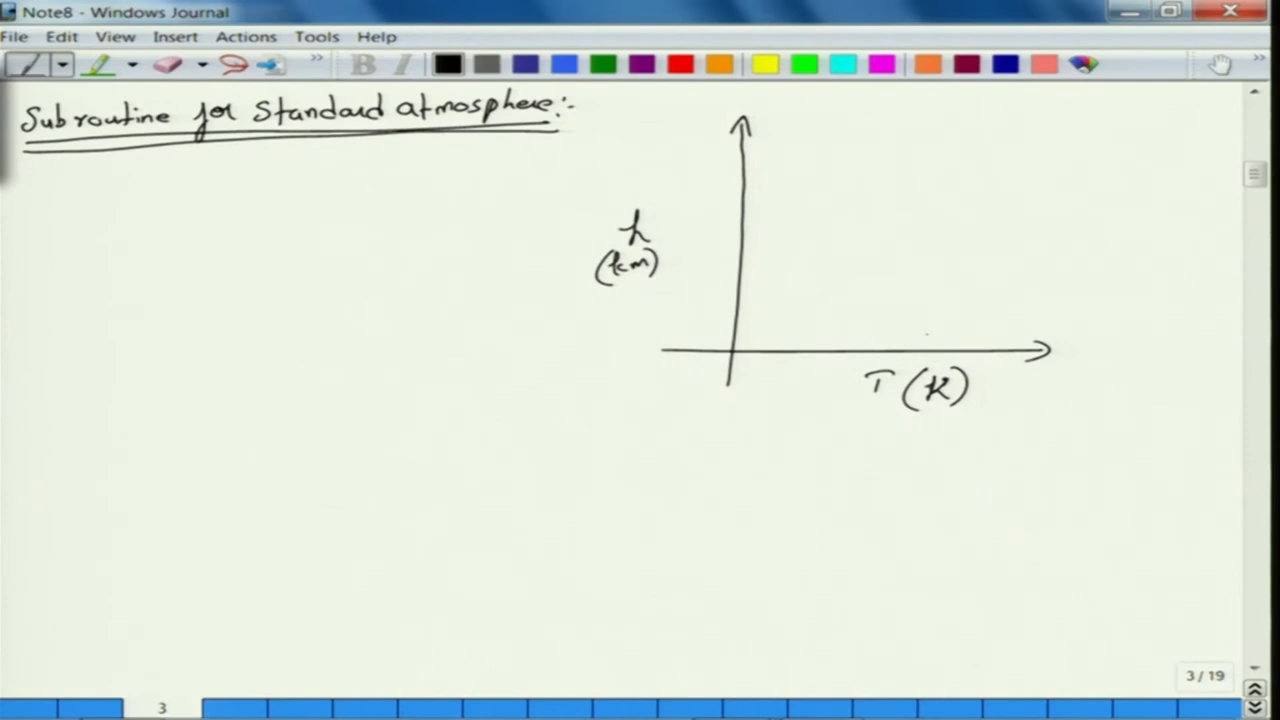 Note8 - Windows Journal
File Edit View Insert Actions Tools Help
B I
Subroutine for Standard atmosphere:-
h
(km)
T (K)
3 / 19
3